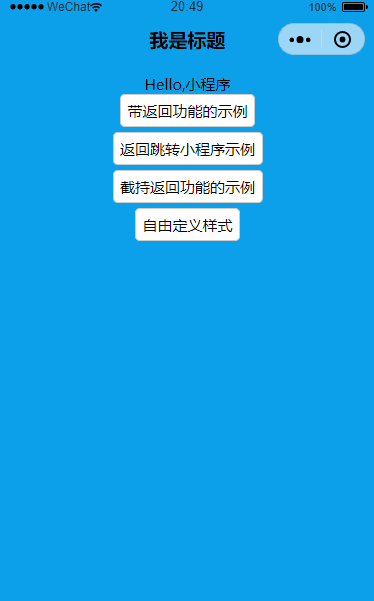 WeChat 20:49 100%
我是标题
Hello,小程序
带返回功能的示例
返回跳转小程序示例
截持返回功能的示例
自由定义样式